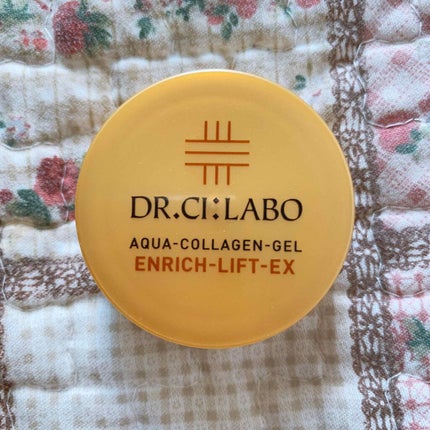 DR.CI:LABO
AQUA-COLLAGEN-GEL
ENRICH-LIFT-EX